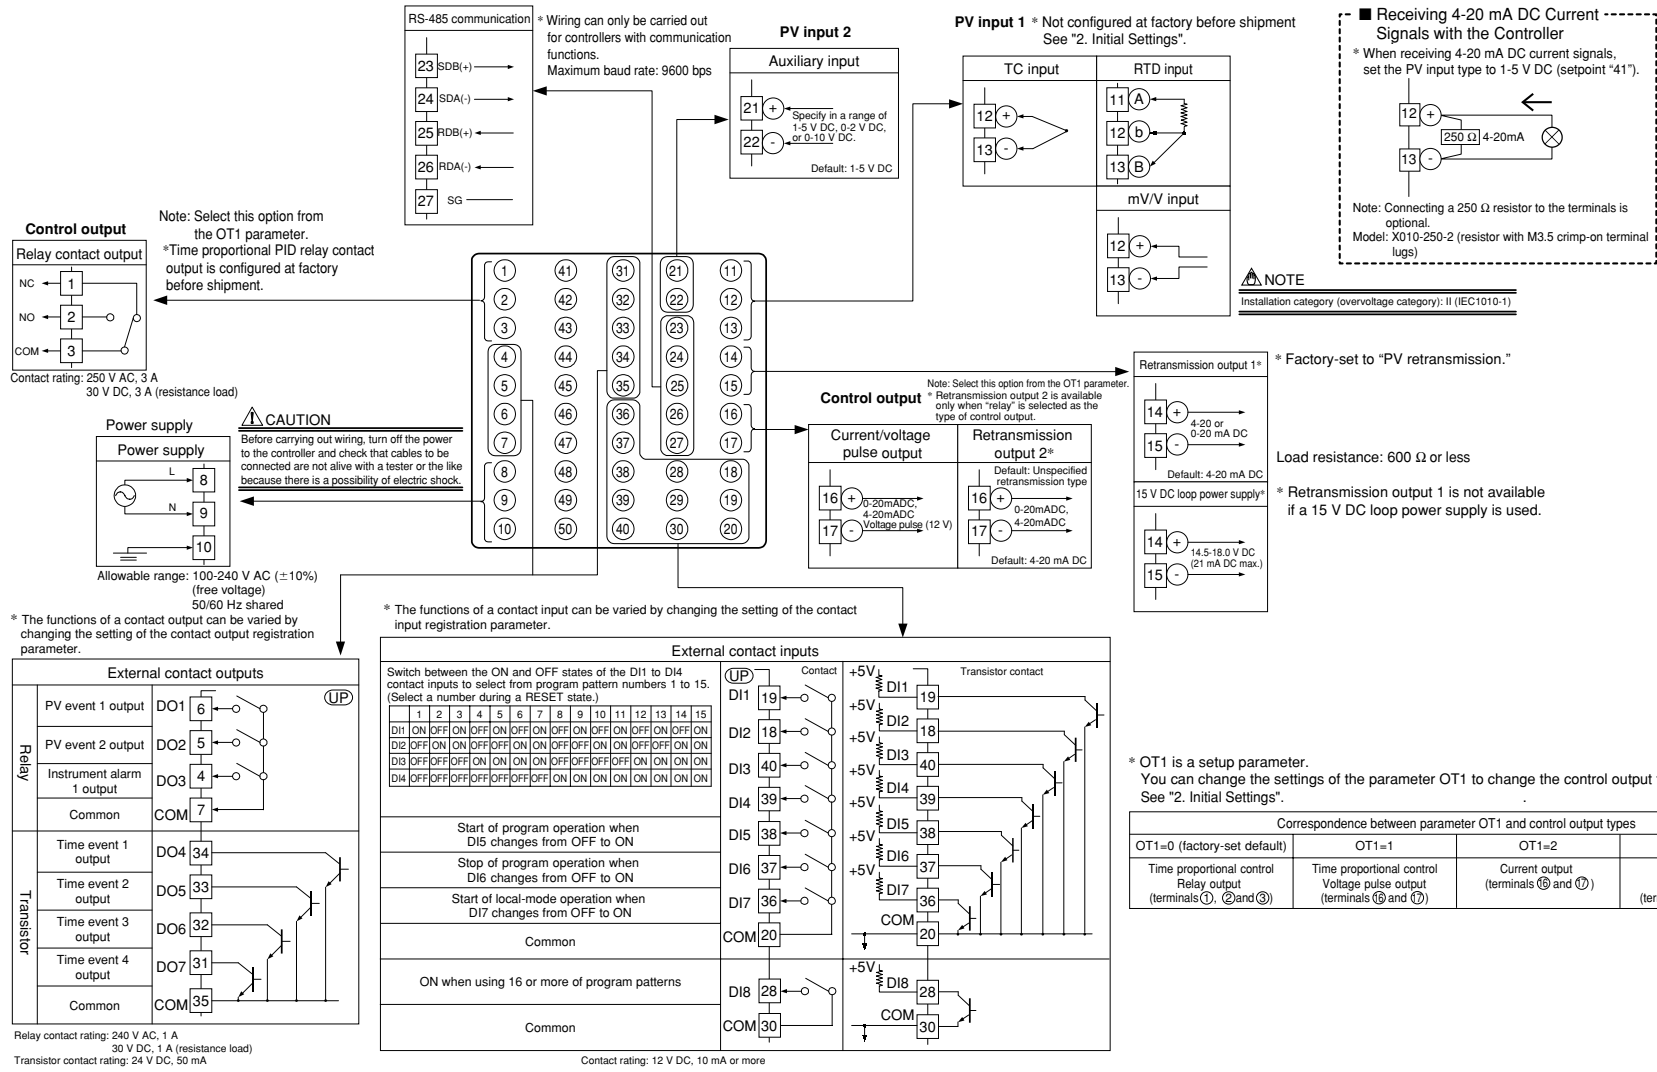 RS-485 communication
23 SDB(+)
24 SDA(-)
25 RDB(+)
26 RDA(-)
27 SG
* Wiring can only be carried out
for controllers with communication
functions.
Maximum baud rate: 9600 bps
PV input 2
Auxiliary input
21 +
22 -
Specify in a range of
1-5 V DC, 0-2 V DC,
or 0-10 V DC.
Default: 1-5 V DC
PV input 1 * Not configured at factory before shipment
See "2. Initial Settings".
TC input
12 +
13 -
RTD input
11 A
12 b
13 B
mV/V input
12 +
13 -
■ Receiving 4-20 mA DC Current
Signals with the Controller
* When receiving 4-20 mA DC current signals,
set the PV input type to 1-5 V DC (setpoint “41”).
12 +
250 Ω 4-20mA
13 -
Note: Connecting a 250 Ω resistor to the terminals is
optional.
Model: X010-250-2 (resistor with M3.5 crimp-on terminal
lugs)
NOTE
Installation category (overvoltage category): II (IEC1010-1)
Control output
Note: Select this option from
the OT1 parameter.
*Time proportional PID relay contact
output is configured at factory
before shipment.
Relay contact output
NC 1
NO 2
COM 3
Contact rating: 250 V AC, 3 A
30 V DC, 3 A (resistance load)
1 41 31 21 11
2 42 32 22 12
3 43 33 23 13
4 44 34 24 14
5 45 35 25 15
6 46 36 26 16
7 47 37 27 17
8 48 38 28 18
9 49 39 29 19
10 50 40 30 20
Power supply
CAUTION
Before carrying out wiring, turn off the power
to the controller and check that cables to be
connected are not alive with a tester or the like
because there is a possibility of electric shock.
Power supply
L 8
N 9
10
Allowable range: 100-240 V AC (±10%)
(free voltage)
50/60 Hz shared
Control output
Note: Select this option from the OT1 parameter.
* Retransmission output 2 is available
only when “relay” is selected as the
type of control output.
Current/voltage
pulse output
16 +
17 -
0-20mADC,
4-20mADC
Voltage pulse (12 V)
Retransmission
output 2*
Default: Unspecified
retransmission type
16 +
17 -
0-20mADC,
4-20mADC
Default: 4-20 mA DC
Retransmission output 1*
14 +
15 -
4-20 or
0-20 mA DC
Default: 4-20 mA DC
15 V DC loop power supply*
14 +
15 -
14.5-18.0 V DC
(21 mA DC max.)
* Factory-set to “PV retransmission.”
Load resistance: 600 Ω or less
* Retransmission output 1 is not available
if a 15 V DC loop power supply is used.
* The functions of a contact output can be varied by
changing the setting of the contact output registration
parameter.
External contact outputs
Relay
UP
PV event 1 output DO1 6
PV event 2 output DO2 5
Instrument alarm
1 output
DO3 4
Common COM 7
Transistor
Time event 1
output
DO4 34
Time event 2
output
DO5 33
Time event 3
output
DO6 32
Time event 4
output
DO7 31
Common COM 35
Relay contact rating: 240 V AC, 1 A
30 V DC, 1 A (resistance load)
Transistor contact rating: 24 V DC, 50 mA
* The functions of a contact input can be varied by changing the setting of the contact
input registration parameter.
External contact inputs
Switch between the ON and OFF states of the DI1 to DI4
contact inputs to select from program pattern numbers 1 to 15.
(Select a number during a RESET state.)
1 2 3 4 5 6 7 8 9 10 11 12 13 14 15
DI1 ON OFF ON OFF ON OFF ON OFF ON OFF ON OFF ON OFF ON
DI2 OFF ON ON OFF OFF ON ON OFF OFF ON ON OFF OFF ON ON
DI3 OFF OFF OFF ON ON ON ON OFF OFF OFF OFF ON ON ON ON
DI4 OFF OFF OFF OFF OFF OFF OFF ON ON ON ON ON ON ON ON
Start of program operation when
DI5 changes from OFF to ON
Stop of program operation when
DI6 changes from OFF to ON
Start of local-mode operation when
DI7 changes from OFF to ON
Common
ON when using 16 or more of program patterns
Common
UP Contact
DI1 19
DI2 18
DI3 40
DI4 39
DI5 38
DI6 37
DI7 36
COM 20
DI8 28
COM 30
Transistor contact
+5V DI1 19
+5V DI2 18
+5V DI3 40
+5V DI4 39
+5V DI5 38
+5V DI6 37
+5V DI7 36
COM 20
+5V DI8 28
COM 30
Contact rating: 12 V DC, 10 mA or more
* OT1 is a setup parameter.
You can change the settings of the parameter OT1 to change the control output
See "2. Initial Settings". .
Correspondence between parameter OT1 and control output types
OT1=0 (factory-set default) OT1=1 OT1=2
Time proportional control
Relay output
(terminals ①, ②and③)
Time proportional control
Voltage pulse output
(terminals ⑯ and ⑰)
Current output
(terminals ⑯ and ⑰)